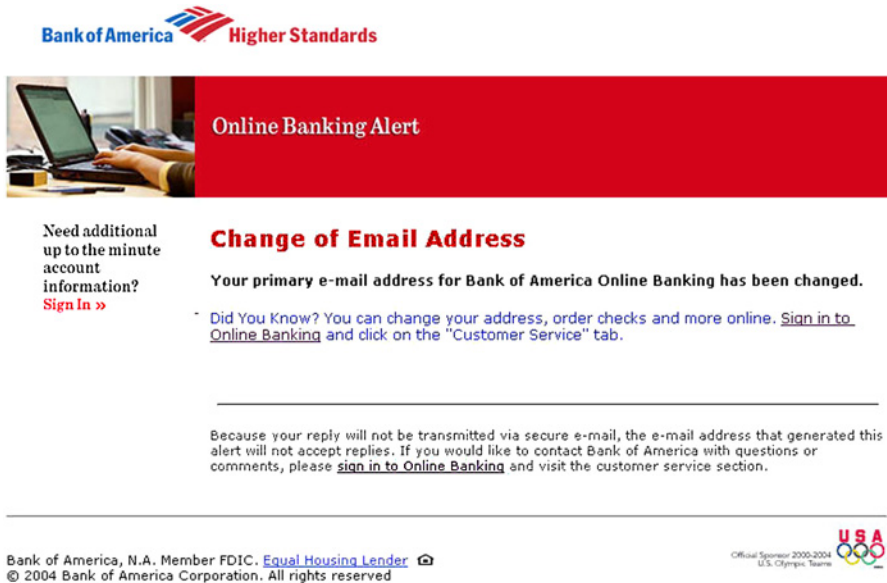 Bank of America Higher Standards
Online Banking Alert
Need additional
up to the minute
account
information?
Sign In »
Change of Email Address
Your primary e-mail address for Bank of America Online Banking has been changed.
Did You Know? You can change your address, order checks and more online. Sign in to
Online Banking and click on the "Customer Service" tab.
Because your reply will not be transmitted via secure e-mail, the e-mail address that generated this
alert will not accept replies. If you would like to contact Bank of America with questions or
comments, please sign in to Online Banking and visit the customer service section.
Bank of America, N.A. Member FDIC. Equal Housing Lender
© 2004 Bank of America Corporation. All rights reserved
Official Sponsor 2000-2004
U.S. Olympic Teams
USA